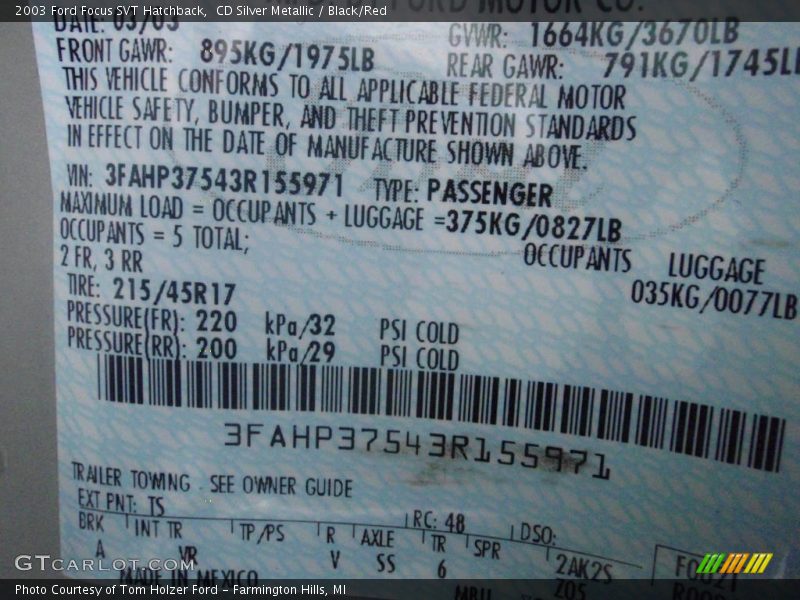 2003 Ford Focus SVT Hatchback, CD Silver Metallic / Black/Red
DATE: 03/03
GVWR: 1664KG/3670LB
FRONT GAWR: 895KG/1975LB
REAR GAWR: 791KG/1745LB
THIS VEHICLE CONFORMS TO ALL APPLICABLE FEDERAL MOTOR
VEHICLE SAFETY, BUMPER, AND THEFT PREVENTION STANDARDS
IN EFFECT ON THE DATE OF MANUFACTURE SHOWN ABOVE.
VIN: 3FAHP37543R155971 TYPE: PASSENGER
MAXIMUM LOAD = OCCUPANTS + LUGGAGE =375KG/0827LB
OCCUPANTS = 5 TOTAL; OCCUPANTS LUGGAGE
2 FR, 3 RR 035KG/0077LB
TIRE: 215/45R17
PRESSURE(FR): 220 kPa/32 PSI COLD
PRESSURE(RR): 200 kPa/29 PSI COLD
3FAHP37543R155971
TRAILER TOWING . SEE OWNER GUIDE
EXT PNT: TS RC: 48 DSO:
BRK INT TR TP/PS R AXLE TR SPR
A VR V SS 6 2AK2S
MADE IN MEXICO
GTCarLot.com
Photo Courtesy of Tom Holzer Ford – Farmington Hills, MI